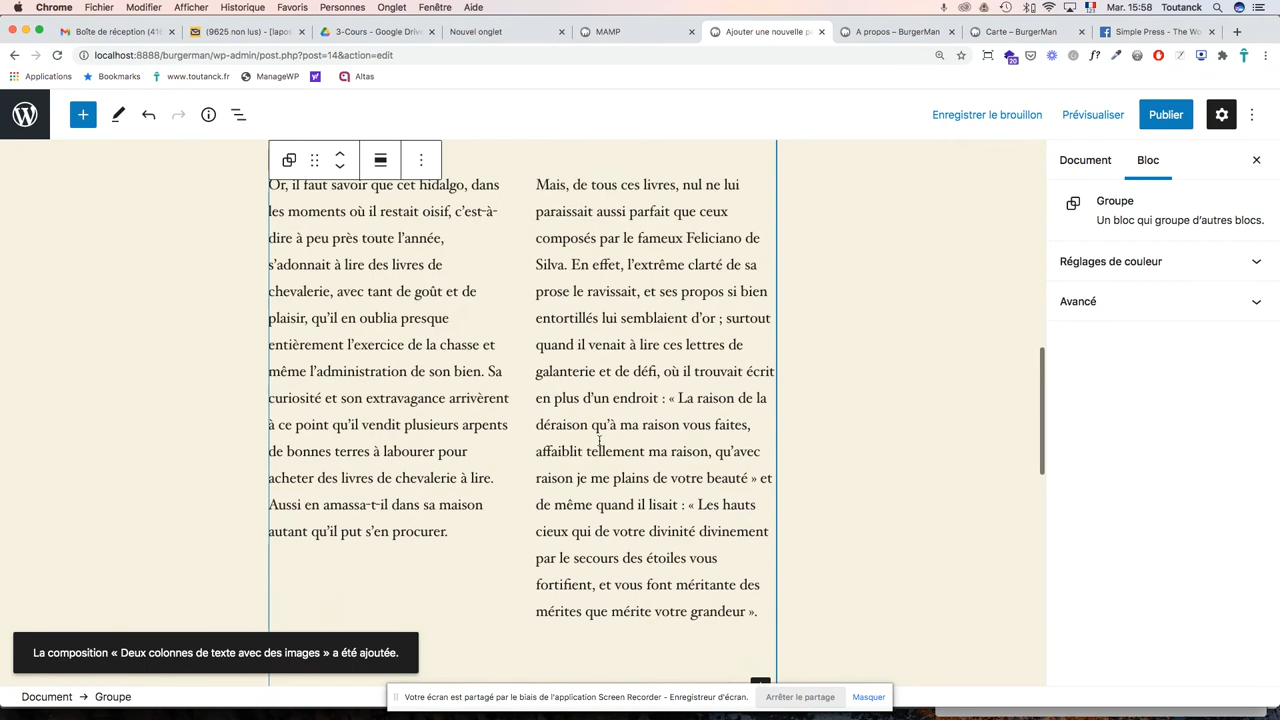 Chrome Fichier Modifier Afficher Historique Favoris Personnes Onglet Fenêtre Aide Mar. 15:58 Toutanck
Boîte de réception (416 (9625 non lus) - [lapos 3-Cours - Google Driv Nouvel onglet MAMP Ajouter une nouvelle p A propos – BurgerMan Carte – BurgerMan Simple Press - The Wo
localhost:8888/burgerman/wp-admin/post.php?post=14&action=edit
Applications Bookmarks www.toutanck.fr ManageWP Altas
Enregistrer le brouillon Prévisualiser Publier
Document Bloc
Groupe
Un bloc qui groupe d'autres blocs.
Réglages de couleur
Avancé
Or, il faut savoir que cet hidalgo, dans
les moments où il restait oisif, c'est-à-
dire à peu près toute l'année,
s'adonnait à lire des livres de
chevalerie, avec tant de goût et de
plaisir, qu'il en oublia presque
entièrement l'exercice de la chasse et
même l'administration de son bien. Sa
curiosité et son extravagance arrivèrent
à ce point qu'il vendit plusieurs arpents
de bonnes terres à labourer pour
acheter des livres de chevalerie à lire.
Aussi en amassa-t-il dans sa maison
autant qu'il put s'en procurer.
Mais, de tous ces livres, nul ne lui
paraissait aussi parfait que ceux
composés par le fameux Feliciano de
Silva. En effet, l'extrême clarté de sa
prose le ravissait, et ses propos si bien
entortillés lui semblaient d'or ; surtout
quand il venait à lire ces lettres de
galanterie et de défi, où il trouvait écrit
en plus d'un endroit : « La raison de la
déraison qu'à ma raison vous faites,
affaiblit tellement ma raison, qu'avec
raison je me plains de votre beauté » et
de même quand il lisait : « Les hauts
cieux qui de votre divinité divinement
par le secours des étoiles vous
fortifient, et vous font méritante des
mérites que mérite votre grandeur ».
La composition « Deux colonnes de texte avec des images » a été ajoutée.
Document → Groupe
Votre écran est partagé par le biais de l'application Screen Recorder - Enregistreur d'écran. Arrêter le partage Masquer